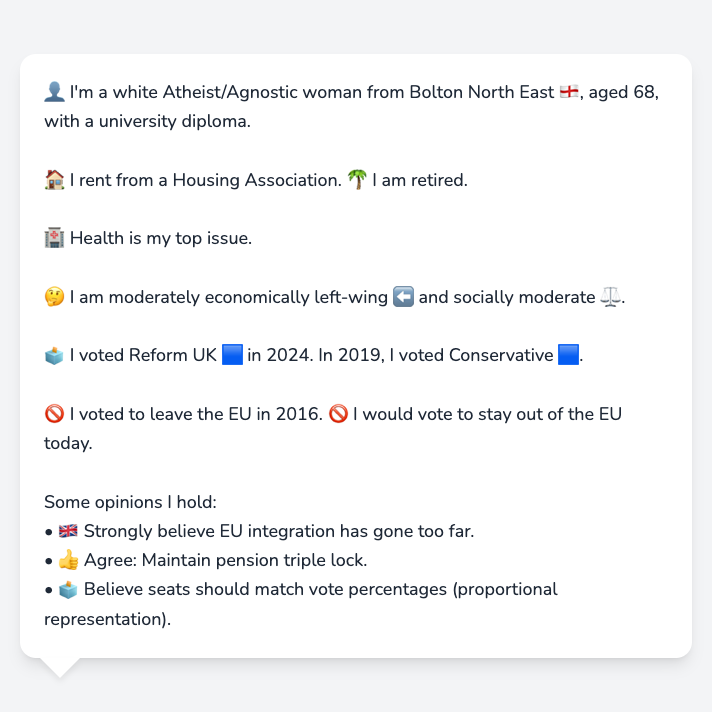 👤 I'm a white Atheist/Agnostic woman from Bolton North East 🏴󠁧󠁢󠁥󠁮󠁧󠁿, aged 68,
with a university diploma.
🏠 I rent from a Housing Association. 🌴 I am retired.
🏥 Health is my top issue.
🤔 I am moderately economically left-wing ⬅️ and socially moderate ⚖️.
🗳️ I voted Reform UK 🟦 in 2024. In 2019, I voted Conservative 🟦.
🚫 I voted to leave the EU in 2016. 🚫 I would vote to stay out of the EU
today.
Some opinions I hold:
• 🇬🇧 Strongly believe EU integration has gone too far.
• 👍 Agree: Maintain pension triple lock.
• 🗳️ Believe seats should match vote percentages (proportional
representation).